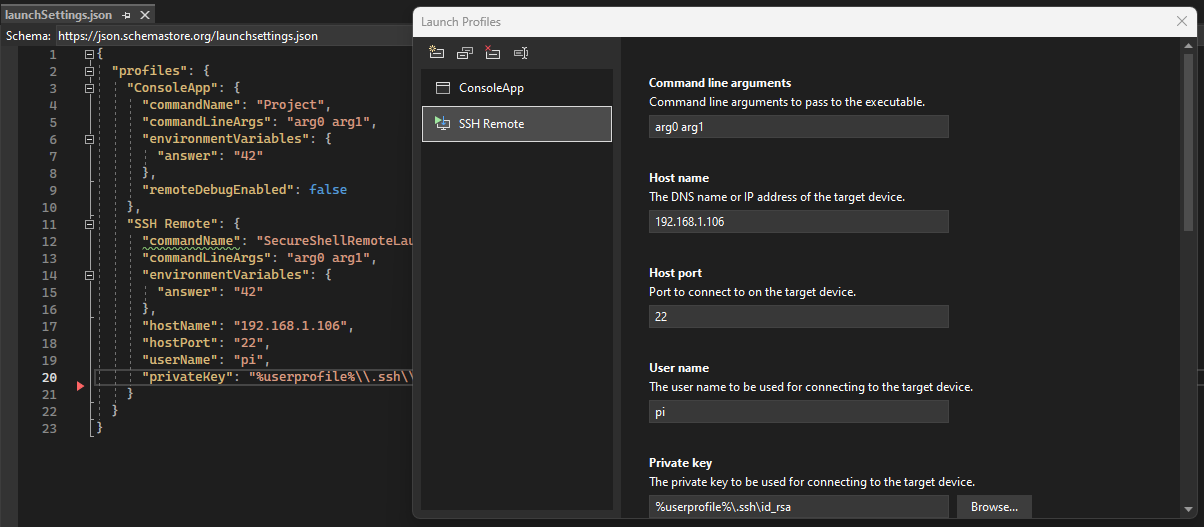 launchSettings.json
Schema: https://json.schemastore.org/launchsettings.json
1 {
2 "profiles": {
3 "ConsoleApp": {
4 "commandName": "Project",
5 "commandLineArgs": "arg0 arg1",
6 "environmentVariables": {
7 "answer": "42"
8 },
9 "remoteDebugEnabled": false
10 },
11 "SSH Remote": {
12 "commandName": "SecureShellRemoteLau
13 "commandLineArgs": "arg0 arg1",
14 "environmentVariables": {
15 "answer": "42"
16 },
17 "hostName": "192.168.1.106",
18 "hostPort": "22",
19 "userName": "pi",
20 "privateKey": "%userprofile%\\.ssh\\
21 }
22 }
23 }
Launch Profiles
ConsoleApp
SSH Remote
Command line arguments
Command line arguments to pass to the executable.
arg0 arg1
Host name
The DNS name or IP address of the target device.
192.168.1.106
Host port
Port to connect to on the target device.
22
User name
The user name to be used for connecting to the target device.
pi
Private key
The private key to be used for connecting to the target device.
%userprofile%\.ssh\id_rsa
Browse...